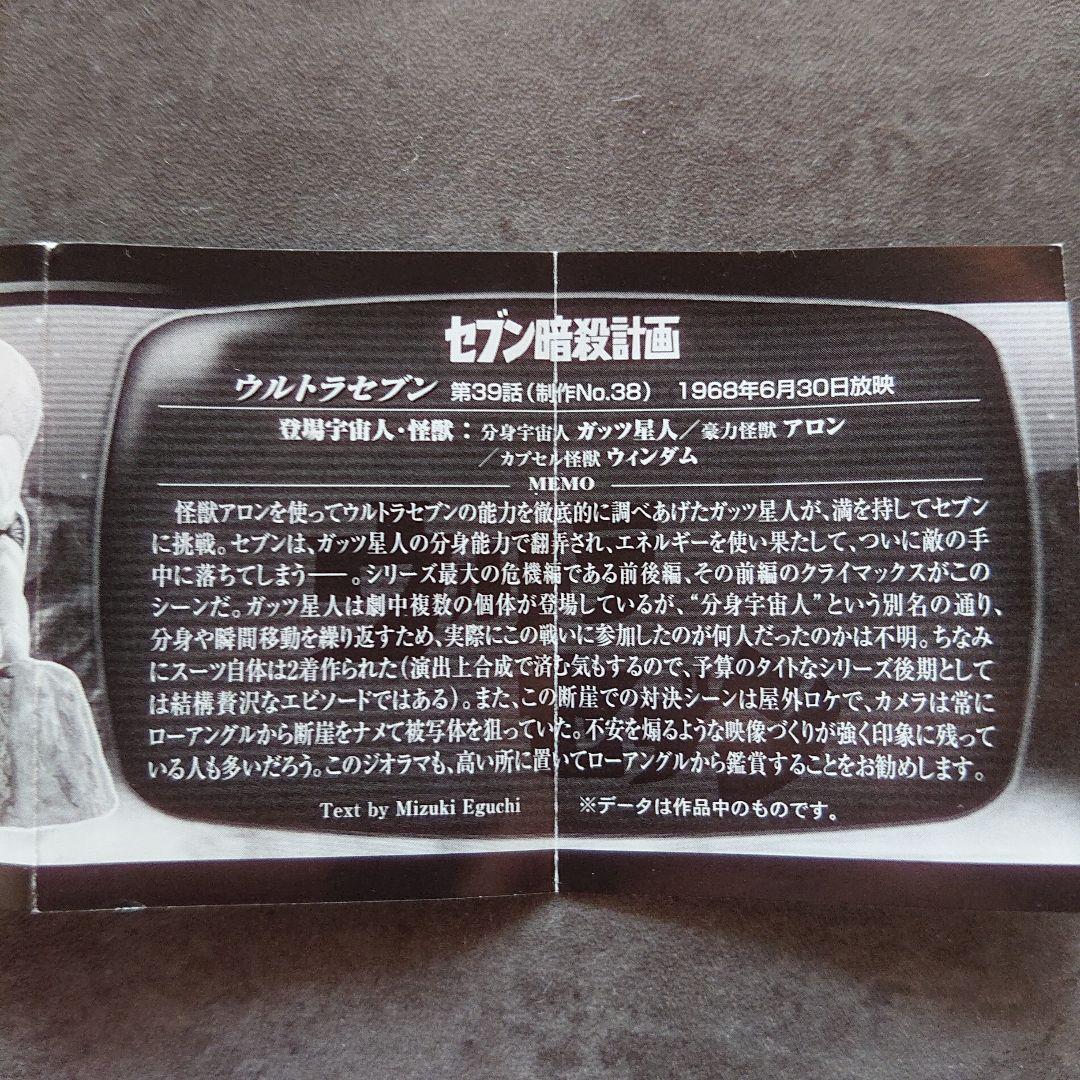 セブン暗殺計画
ウルトラセブン 第39話(制作No.38) 1968年6月30日放映
登場宇宙人・怪獣：分身宇宙人 ガッツ星人／豪力怪獣 アロン
／カプセル怪獣 ウィンダム
MEMO
怪獣アロンを使ってウルトラセブンの能力を徹底的に調べあげたガッツ星人が、満を持してセブン
に挑戦。セブンは、ガッツ星人の分身能力で翻弄され、エネルギーを使い果たして、ついに敵の手
中に落ちてしまう――。シリーズ最大の危機編である前後編、その前編のクライマックスがこの
シーンだ。ガッツ星人は劇中複数の個体が登場しているが、“分身宇宙人”という別名の通り、
分身や瞬間移動を繰り返すため、実際にこの戦いに参加したのが何人だったのかは不明。ちなみ
にスーツ自体は2着作られた(演出上合成で済む気もするので、予算のタイトなシリーズ後期として
は結構贅沢なエピソードではある)。また、この断崖での対決シーンは屋外ロケで、カメラは常に
ローアングルから断崖をナメて被写体を狙っていた。不安を煽るような映像づくりが強く印象に残って
いる人も多いだろう。このジオラマも、高い所に置いてローアングルから鑑賞することをお勧めします。
Text by Mizuki Eguchi ※データは作品中のものです。